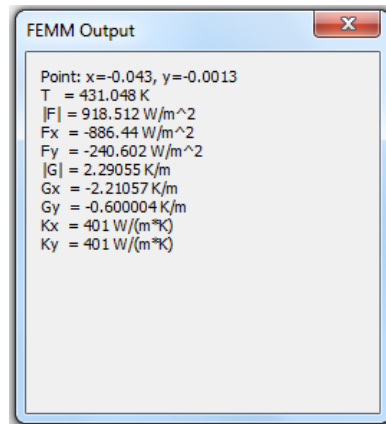 FEMM Output
Point: x=-0.043, y=-0.0013
T = 431.048 K
|F| = 918.512 W/m^2
Fx = -886.44 W/m^2
Fy = -240.602 W/m^2
|G| = 2.29055 K/m
Gx = -2.21057 K/m
Gy = -0.600004 K/m
Kx = 401 W/(m*K)
Ky = 401 W/(m*K)